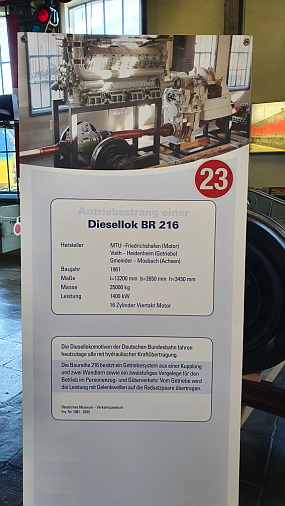 23
Antriebsstrang einer
Diesellok BR 216
Hersteller MTU - Friedrichshafen (Motor)
Voith - Heidenheim (Getriebe)
Gmeinder - Mosbach (Achsen)
Baujahr 1961
Maße l=13200 mm b=2650 mm h=3450 mm
Masse 35000 kg
Leistung 1400 kW
16 Zylinder Viertakt Motor
Die Diesellokomotiven der Deutschen Bundesbahn fahren
heutzutage alle mit hydraulischer Kraftübertragung.
Die Baureihe 216 besitzt ein Getriebesystem aus einer Kupplung
und zwei Wandlern sowie ein zweistufiges Vorgelege für den
Betrieb im Personenzug- und Güterverkehr. Vom Getriebe wird
die Leistung mit Gelenkwellen auf die Radsatzpaare übertragen.
Deutsches Museum - Verkehrszentrum
Inv. Nr. 1981 -